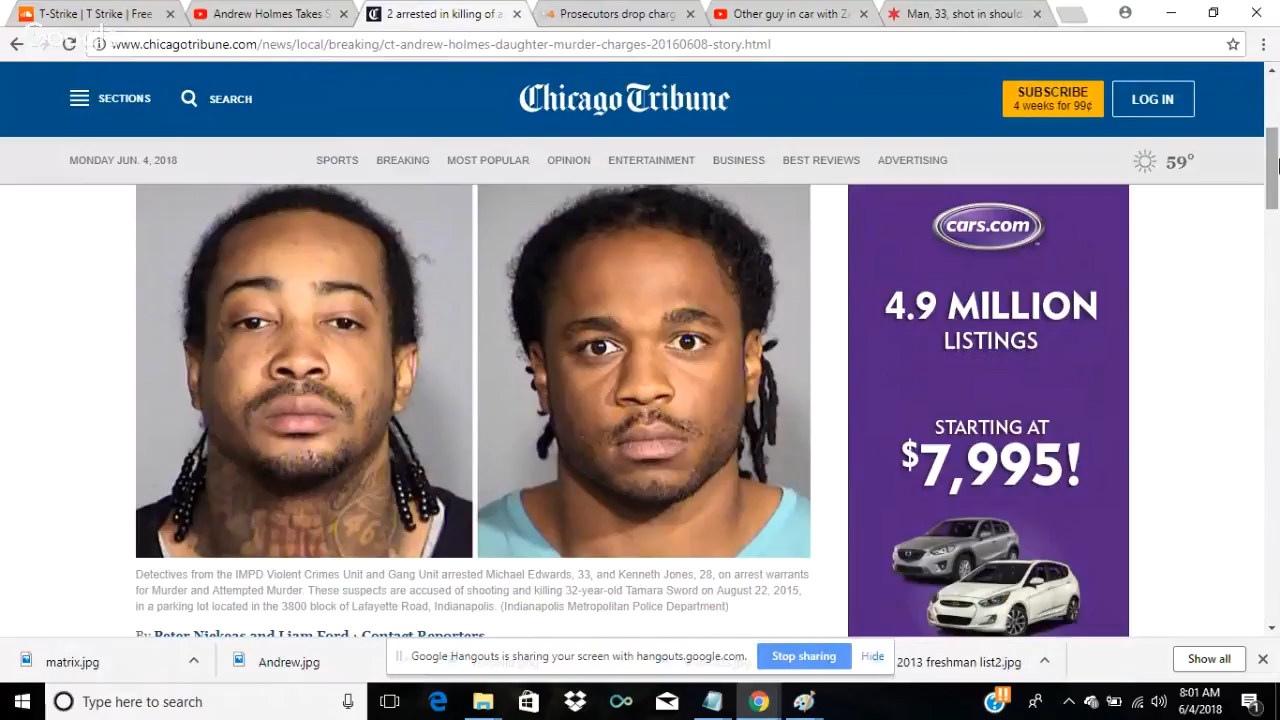 T-Strike | T Strike | Free
Andrew Holmes Takes S
2 arrested in killing of a
Prosecutors drop charg
Other guy in car with Ze
Man, 33, shot in should
www.chicagotribune.com/news/local/breaking/ct-andrew-holmes-daughter-murder-charges-20160608-story.html
SECTIONS
SEARCH
Chicago Tribune
SUBSCRIBE
4 weeks for 99¢
LOG IN
MONDAY JUN. 4, 2018
SPORTS BREAKING MOST POPULAR OPINION ENTERTAINMENT BUSINESS BEST REVIEWS ADVERTISING
59°
cars.com
4.9 MILLION
LISTINGS
STARTING AT
$7,995!
Detectives from the IMPD Violent Crimes Unit and Gang Unit arrested Michael Edwards, 33, and Kenneth Jones, 28, on arrest warrants
for Murder and Attempted Murder. These suspects are accused of shooting and killing 32-year-old Tamara Sword on August 22, 2015,
in a parking lot located in the 3800 block of Lafayette Road, Indianapolis. (Indianapolis Metropolitan Police Department)
By Peter Nickeas and Liam Ford · Contact Reporters
matrix.jpg
Andrew.jpg
Google Hangouts is sharing your screen with hangouts.google.com.
Stop sharing
Hide
2013 freshman list2.jpg
Show all
Type here to search
8:01 AM
6/4/2018